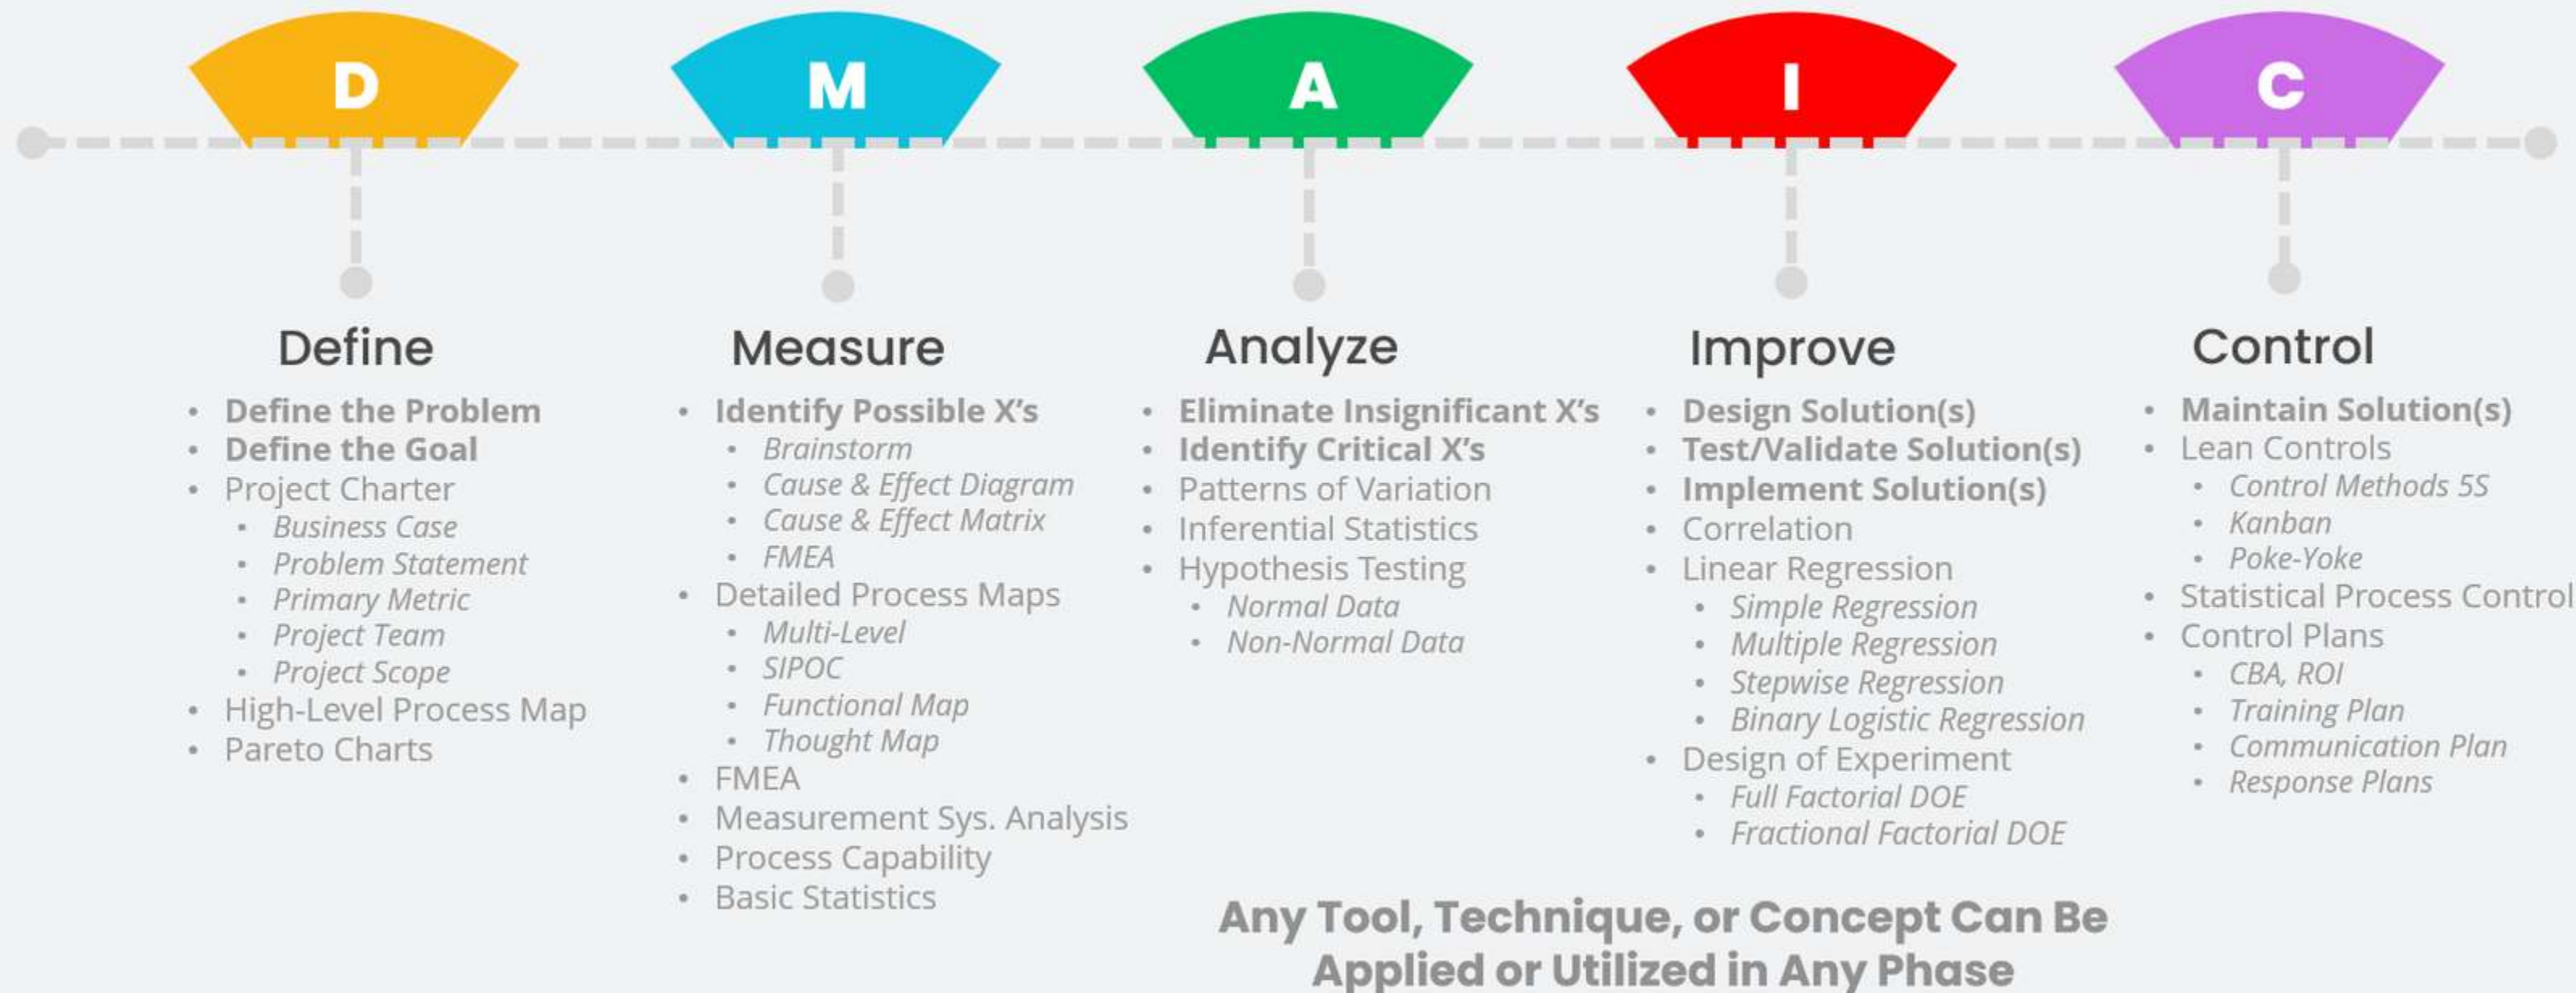 D
M
A
I
C
Define
• Define the Problem
• Define the Goal
• Project Charter
• Business Case
• Problem Statement
• Primary Metric
• Project Team
• Project Scope
• High-Level Process Map
• Pareto Charts
Measure
• Identify Possible X’s
• Brainstorm
• Cause & Effect Diagram
• Cause & Effect Matrix
• FMEA
• Detailed Process Maps
• Multi-Level
• SIPOC
• Functional Map
• Thought Map
• FMEA
• Measurement Sys. Analysis
• Process Capability
• Basic Statistics
Analyze
• Eliminate Insignificant X’s
• Identify Critical X’s
• Patterns of Variation
• Inferential Statistics
• Hypothesis Testing
• Normal Data
• Non-Normal Data
Improve
• Design Solution(s)
• Test/Validate Solution(s)
• Implement Solution(s)
• Correlation
• Linear Regression
• Simple Regression
• Multiple Regression
• Stepwise Regression
• Binary Logistic Regression
• Design of Experiment
• Full Factorial DOE
• Fractional Factorial DOE
Control
• Maintain Solution(s)
• Lean Controls
• Control Methods 5S
• Kanban
• Poke-Yoke
• Statistical Process Control
• Control Plans
• CBA, ROI
• Training Plan
• Communication Plan
• Response Plans
Any Tool, Technique, or Concept Can Be
Applied or Utilized in Any Phase